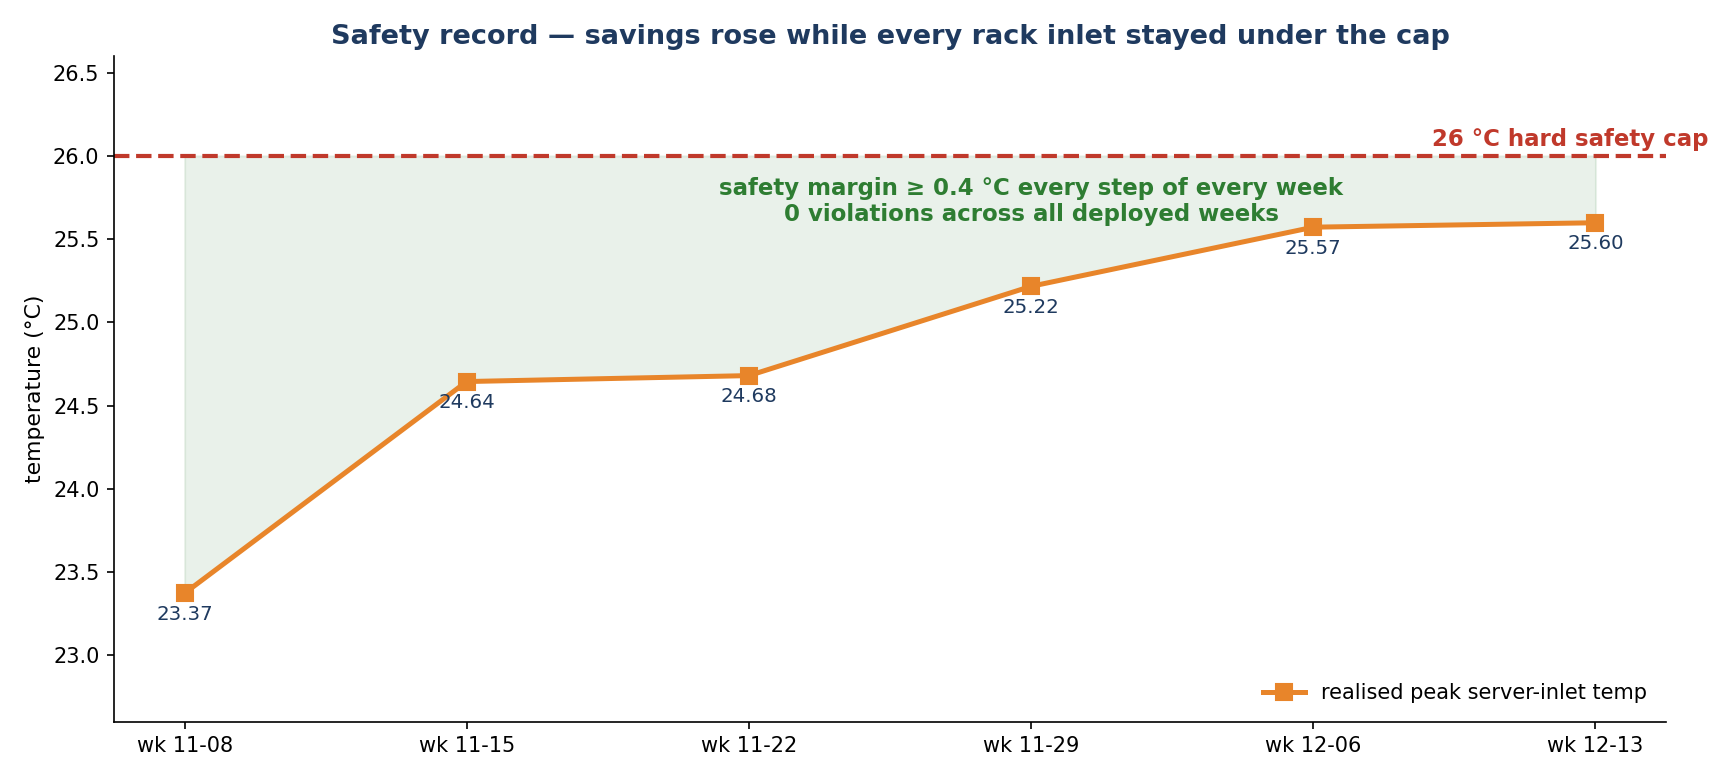 Safety record — savings rose while every rack inlet stayed under the cap
26.5
26.0
25.5
25.0
24.5
24.0
23.5
23.0
temperature (°C)
26 °C hard safety cap
safety margin ≥ 0.4 °C every step of every week
0 violations across all deployed weeks
23.37
24.64
24.68
25.22
25.57
25.60
realised peak server-inlet temp
wk 11-08
wk 11-15
wk 11-22
wk 11-29
wk 12-06
wk 12-13